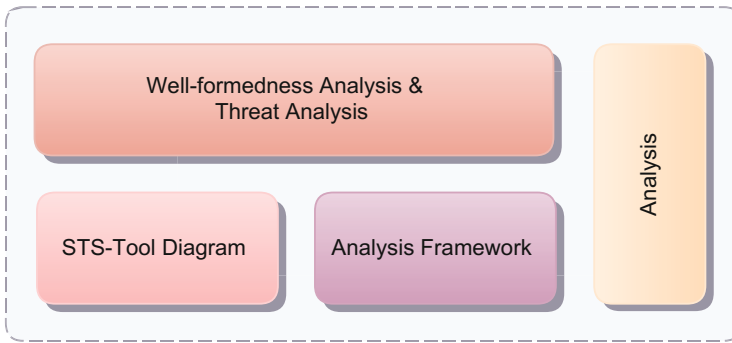 Well-formedness Analysis &
Threat Analysis
Analysis
STS-Tool Diagram
Analysis Framework